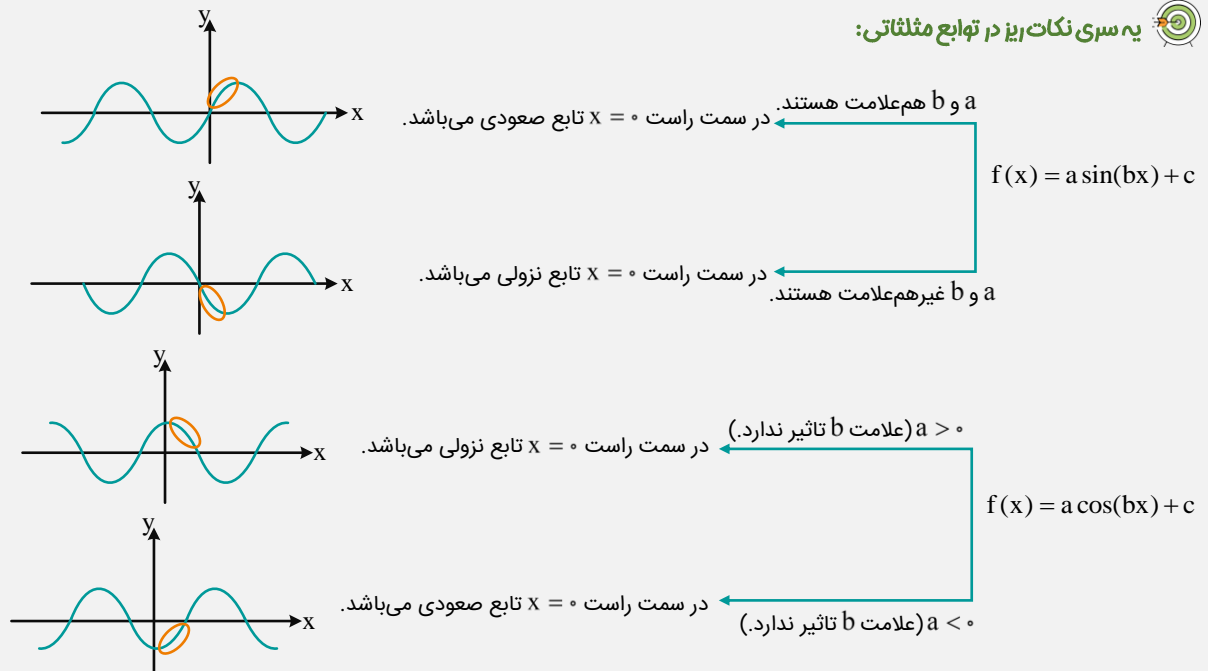 یه سری نکات ریز در توابع مثلثاتی:
y
x
a و b هم‌علامت هستند.
در سمت راست x = ۰ تابع صعودی می‌باشد.
f(x) = a sin(bx) + c
y
x
در سمت راست x = ۰ تابع نزولی می‌باشد.
a و b غیرهم‌علامت هستند.
y
x
a > ۰ (علامت b تاثیر ندارد.)
در سمت راست x = ۰ تابع نزولی می‌باشد.
f(x) = a cos(bx) + c
y
x
در سمت راست x = ۰ تابع صعودی می‌باشد.
a < ۰ (علامت b تاثیر ندارد.)